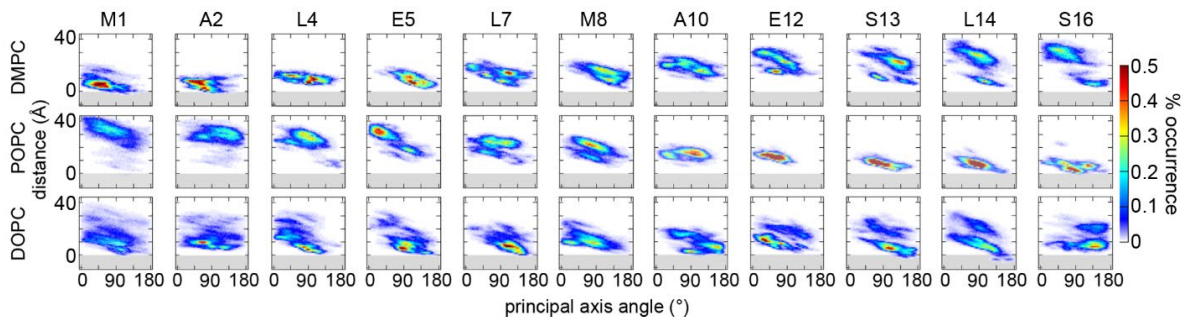 M1 A2 L4 E5 L7 M8 A10 E12 S13 L14 S16
DMPC
40
0
POPC
40
20
0
DOPC
40
20
0
distance (Å)
0 90 180 0 90 180 0 90 180 0 90 180 0 90 180 0 90 180 0 90 180 0 90 180 0 90 180 0 90 180 0 90 180
principal axis angle (°)
0.5
0.4
0.3
0.2
0.1
0
% occurrence